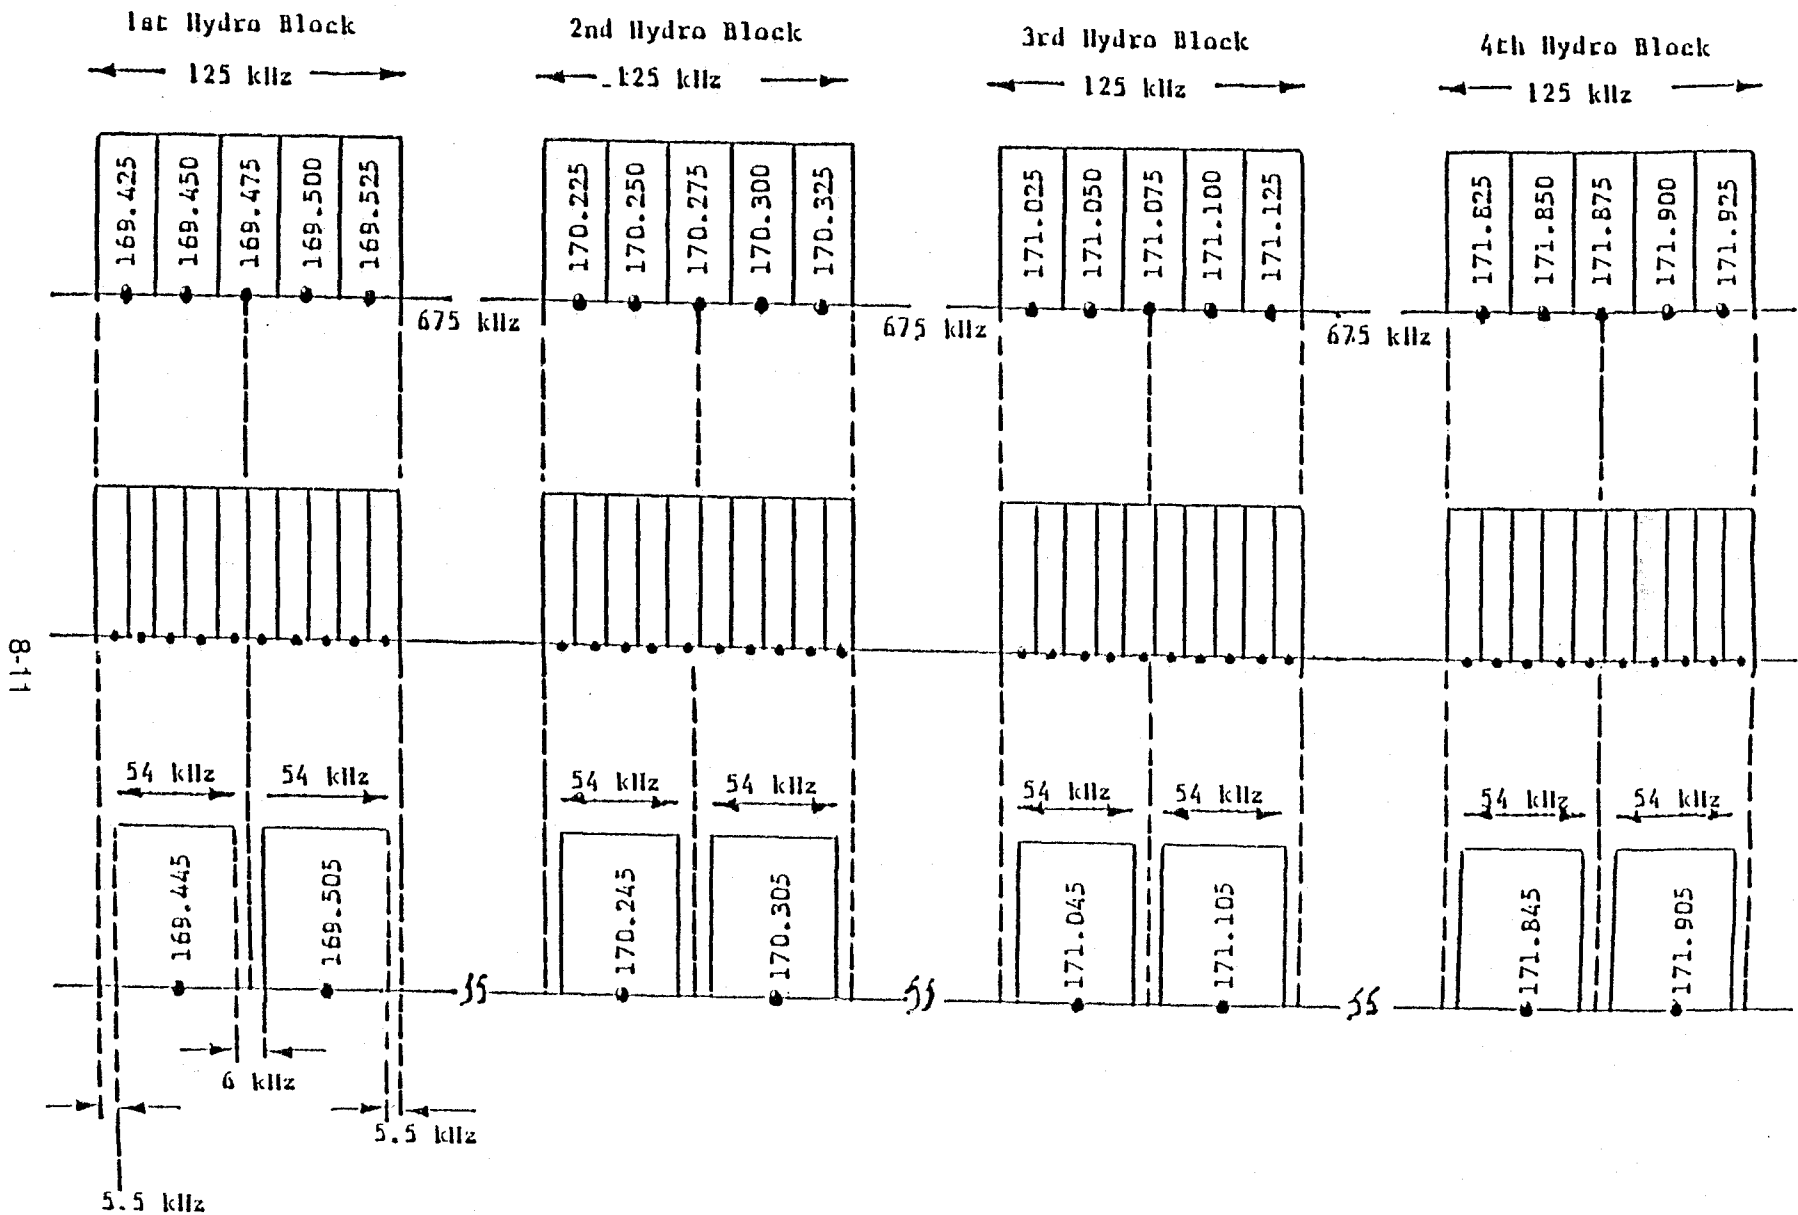 1st Hydro Block
125 kHz
169.425
169.450
169.475
169.500
169.525
675 kHz
2nd Hydro Block
125 kHz
170.225
170.250
170.275
170.300
170.325
675 kHz
3rd Hydro Block
125 kHz
171.025
171.050
171.075
171.100
171.125
675 kHz
4th Hydro Block
125 kHz
171.825
171.850
171.875
171.900
171.925
8-11
54 kHz
54 kHz
169.445
169.505
6 kHz
5.5 kHz
5.5 kHz
54 kHz
54 kHz
170.245
170.305
54 kHz
54 kHz
171.045
171.105
54 kHz
54 kHz
171.845
171.905